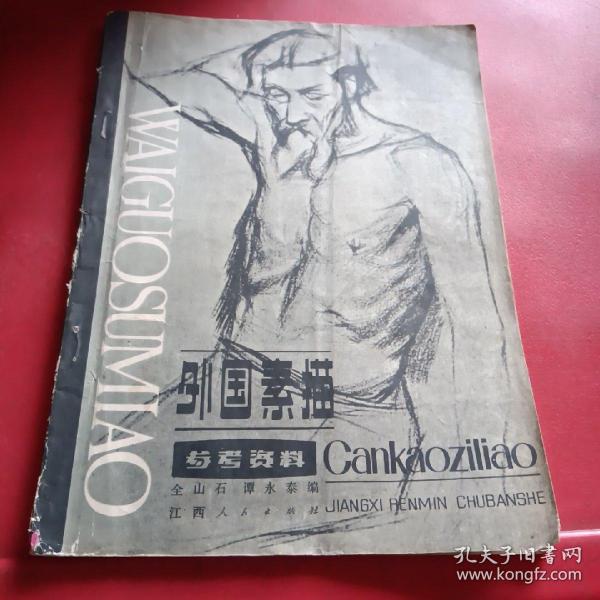 WAIGUOSUMIAO
外国素描
参考资料
Cankaoziliao
全山石 谭永泰编
江西人民出版社
JIANGXI RENMIN CHUBANSHE
孔夫子旧书网
www.kongfz.com